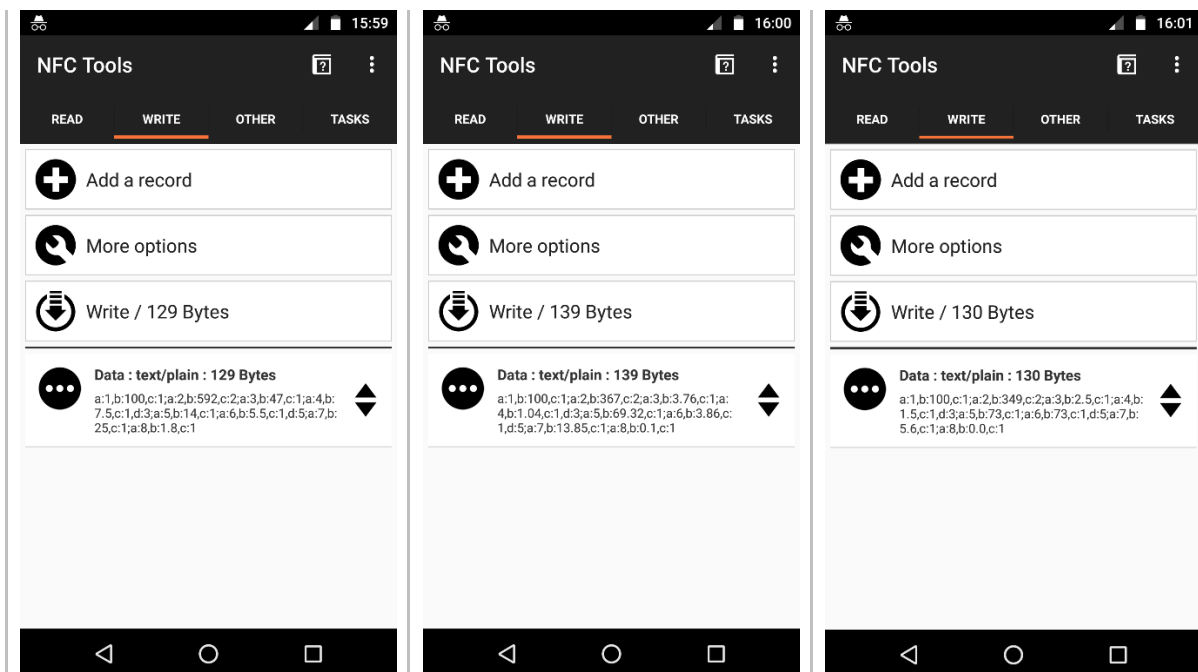 15:59
NFC Tools
READ WRITE OTHER TASKS
Add a record
More options
Write / 129 Bytes
Data : text/plain : 129 Bytes
a:1,b:100,c:1;a:2,b:592,c:2;a:3,b:47,c:1;a:4,b:
7.5,c:1,d:3;a:5,b:14,c:1;a:6,b:5.5,c:1,d:5;a:7,b:
25,c:1;a:8,b:1.8,c:1
16:00
NFC Tools
READ WRITE OTHER TASKS
Add a record
More options
Write / 139 Bytes
Data : text/plain : 139 Bytes
a:1,b:100,c:1;a:2,b:367,c:2;a:3,b:3.76,c:1;a:
4,b:1.04,c:1,d:3;a:5,b:69.32,c:1;a:6,b:3.86,c:
1,d:5;a:7,b:13.85,c:1;a:8,b:0.1,c:1
16:01
NFC Tools
READ WRITE OTHER TASKS
Add a record
More options
Write / 130 Bytes
Data : text/plain : 130 Bytes
a:1,b:100,c:1;a:2,b:349,c:2;a:3,b:2.5,c:1;a:4,b:
1.5,c:1,d:3;a:5,b:73,c:1;a:6,b:73,c:1,d:5;a:7,b:
5.6,c:1;a:8,b:0.0,c:1